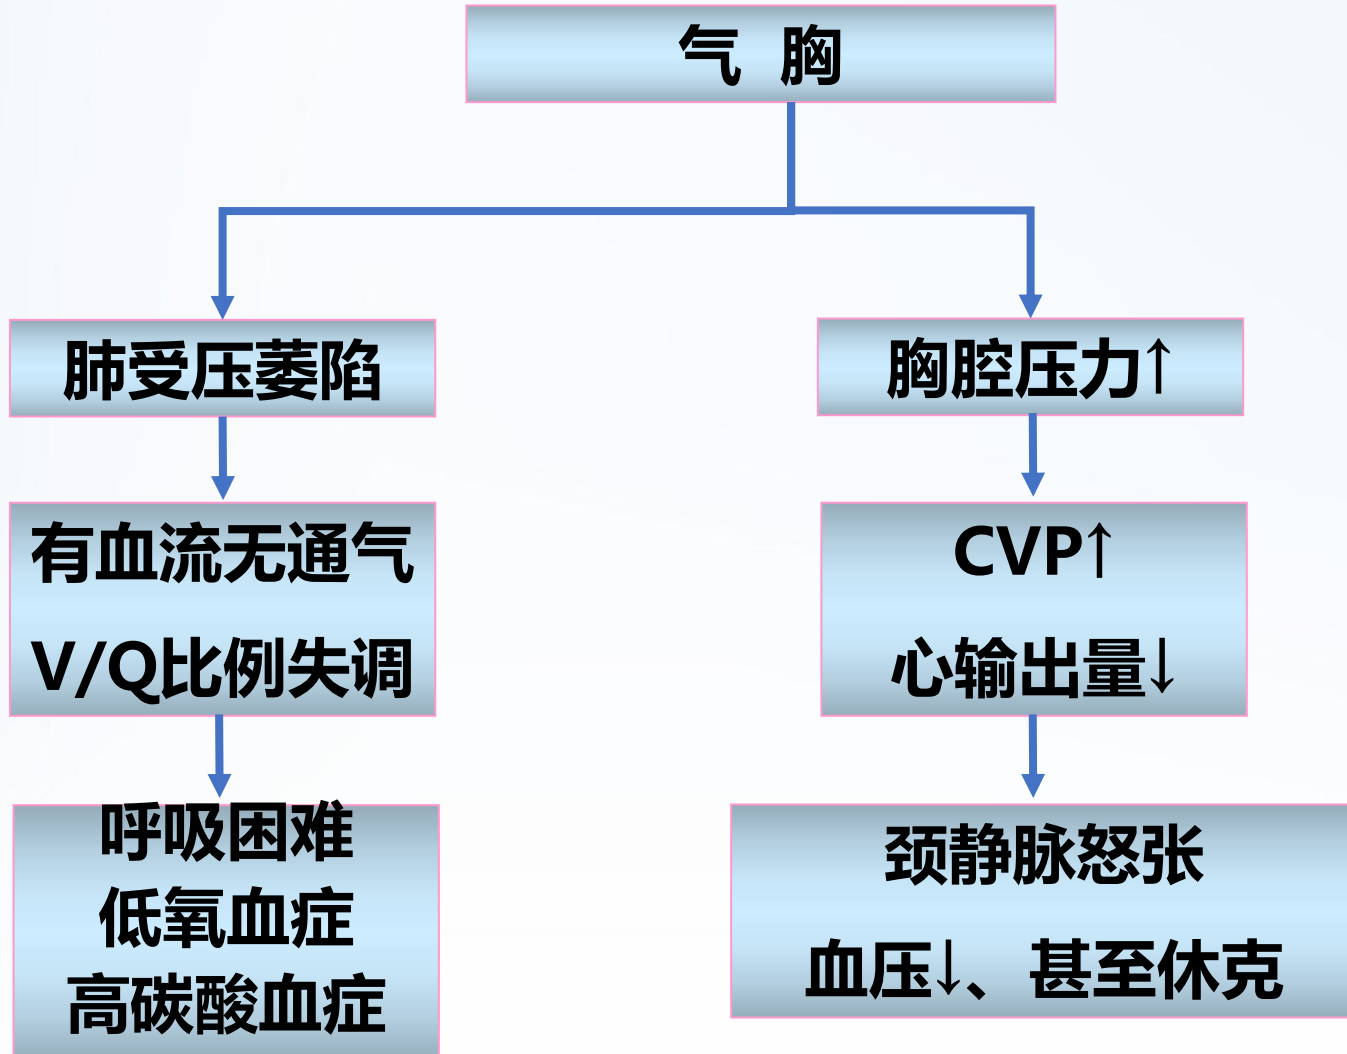 气 胸
肺受压萎陷
胸腔压力↑
有血流无通气
V/Q比例失调
CVP↑
心输出量↓
呼吸困难
低氧血症
高碳酸血症
颈静脉怒张
血压↓、甚至休克